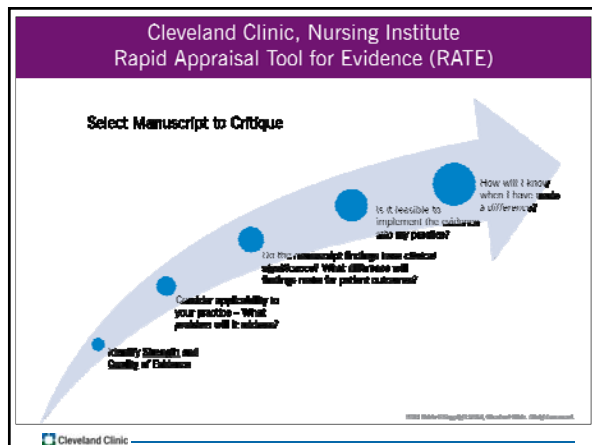 Cleveland Clinic, Nursing Institute
Rapid Appraisal Tool for Evidence (RATE)
Select Manuscript to Critique
How will I know
when I have made
a difference?
Is it feasible to
implement the evidence
into my practice?
Do the manuscript findings have clinical
significance? What difference will
findings make for patient outcomes?
Consider applicability to
your practice – What
problem will it address?
Identify Strength and
Quality of Evidence
Cleveland Clinic